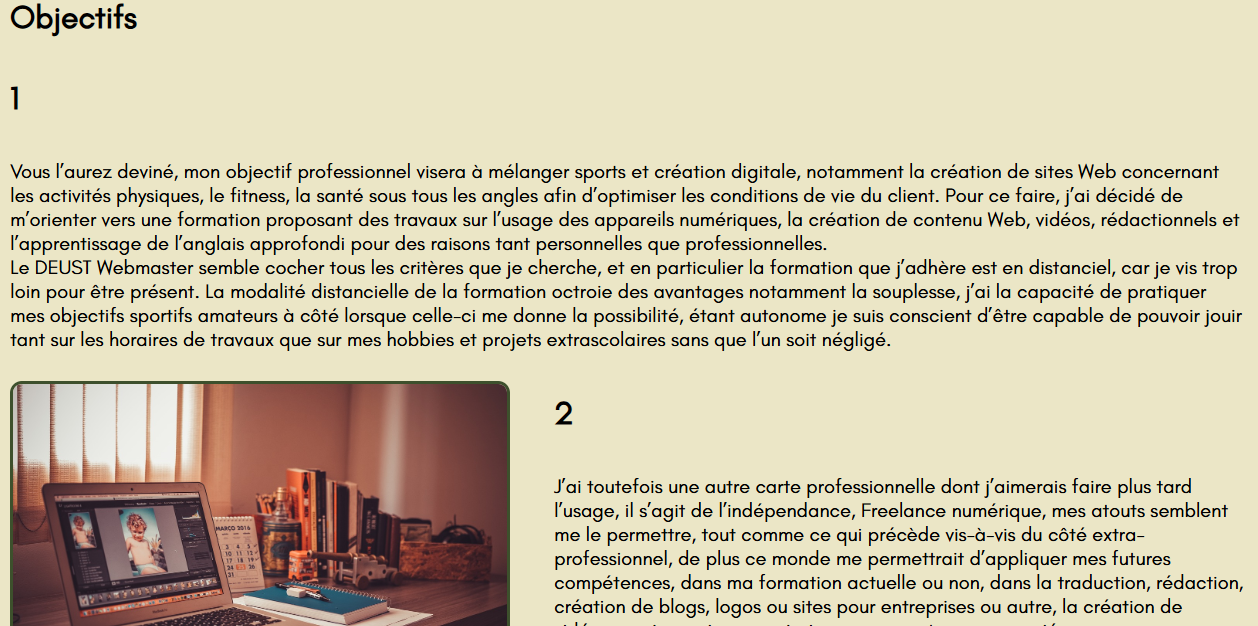 Objectifs
1
Vous l'aurez deviné, mon objectif professionnel visera à mélanger sports et création digitale, notamment la création de sites Web concernant
les activités physiques, le fitness, la santé sous tous les angles afin d'optimiser les conditions de vie du client. Pour ce faire, j'ai décidé de
m'orienter vers une formation proposant des travaux sur l'usage des appareils numériques, la création de contenu Web, vidéos, rédactionnels et
l'apprentissage de l'anglais approfondi pour des raisons tant personnelles que professionnelles.
Le DEUST Webmaster semble cocher tous les critères que je cherche, et en particulier la formation que j'adhère est en distanciel, car je vis trop
loin pour être présent. La modalité distancielle de la formation octroie des avantages notamment la souplesse, j'ai la capacité de pratiquer
mes objectifs sportifs amateurs à côté lorsque celle-ci me donne la possibilité, étant autonome je suis conscient d'être capable de pouvoir jouir
tant sur les horaires de travaux que sur mes hobbies et projets extrascolaires sans que l'un soit négligé.
MARÇO 2016
2
J'ai toutefois une autre carte professionnelle dont j'aimerais faire plus tard
l'usage, il s'agit de l'indépendance, Freelance numérique, mes atouts semblent
me le permettre, tout comme ce qui précède vis-à-vis du côté extra-
professionnel, de plus ce monde me permettrait d'appliquer mes futures
compétences, dans ma formation actuelle ou non, dans la traduction, rédaction,
création de blogs, logos ou sites pour entreprises ou autre, la création de